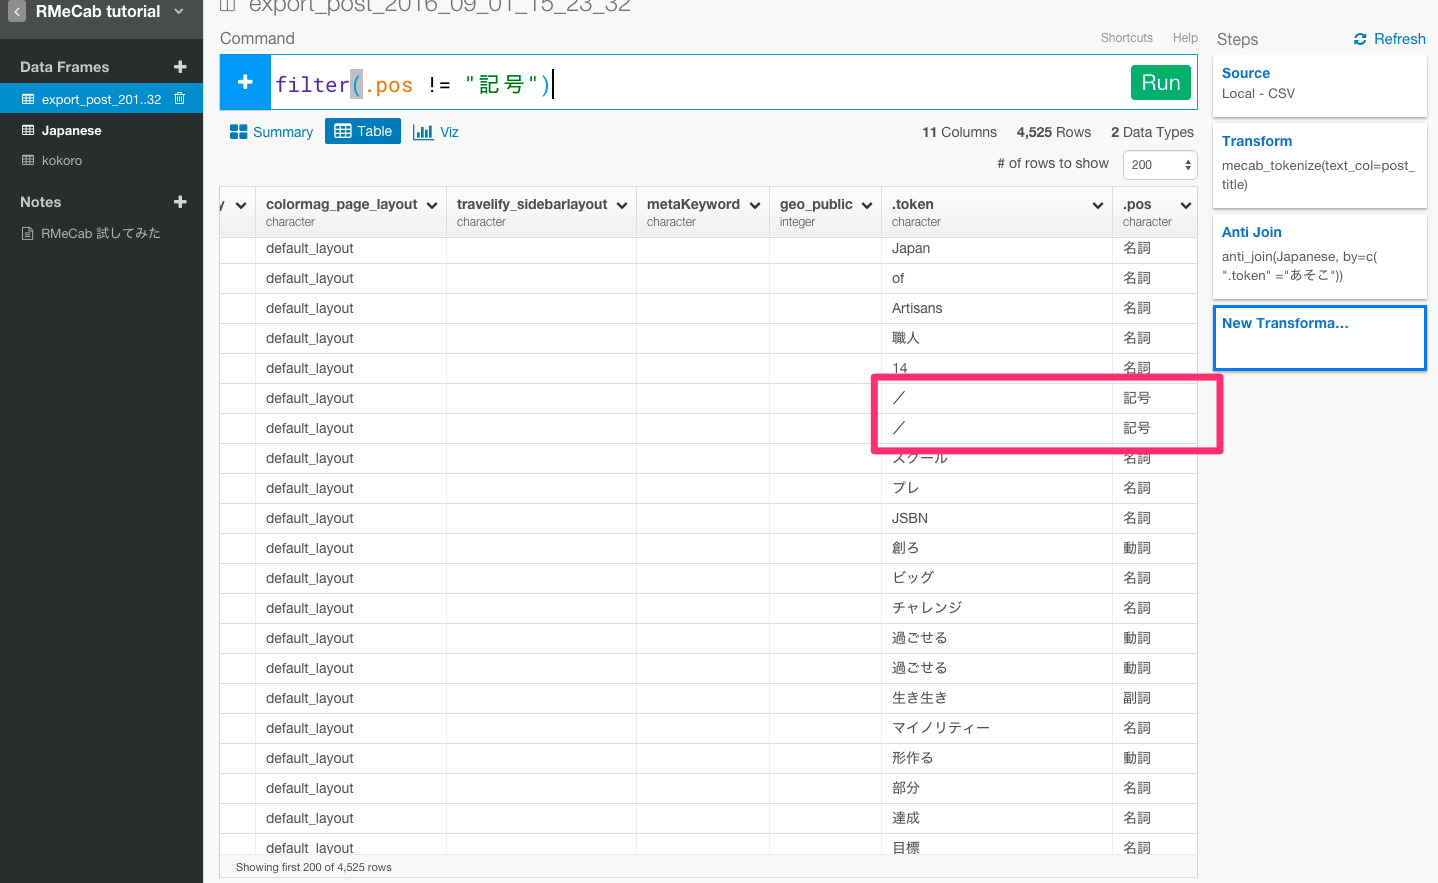 RMeCab tutorial
Data Frames
export_post_201..32
Japanese
kokoro
Notes
RMeCab 試してみた
export_post_2016_09_01_15_23_32
Command
Shortcuts Help
filter(.pos != "記号")
Run
Summary Table Viz
11 Columns 4,525 Rows 2 Data Types
# of rows to show 200
y colormag_page_layout travelify_sidebarlayout metaKeyword geo_public .token .pos
character character character integer character character
default_layout Japan 名詞
default_layout of 名詞
default_layout Artisans 名詞
default_layout 職人 名詞
default_layout 14 名詞
default_layout ／ 記号
default_layout ／ 記号
default_layout スクール 名詞
default_layout プレ 名詞
default_layout JSBN 名詞
default_layout 創ろ 動詞
default_layout ビッグ 名詞
default_layout チャレンジ 名詞
default_layout 過ごせる 動詞
default_layout 過ごせる 動詞
default_layout 生き生き 副詞
default_layout マイノリティー 名詞
default_layout 形作る 動詞
default_layout 部分 名詞
default_layout 達成 名詞
default_layout 目標 名詞
Showing first 200 of 4,525 rows
Steps
Refresh
Source
Local - CSV
Transform
mecab_tokenize(text_col=post_
title)
Anti Join
anti_join(Japanese, by=c(
".token" ="あそこ"))
New Transforma...